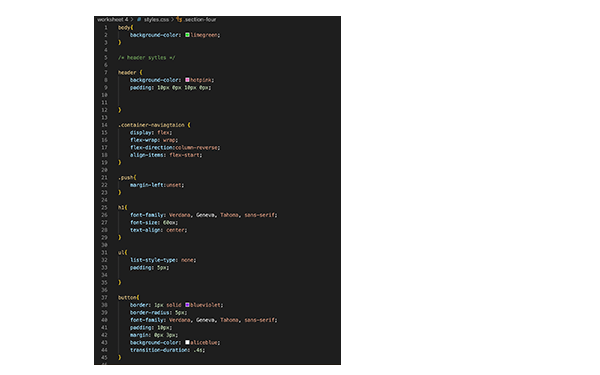 worksheet 4 > # styles.css > .section-four
1 body{
2 background-color: limegreen;
3 }
4
5 /* header sytles */
6
7 header {
8 background-color: hotpink;
9 padding: 10px 0px 10px 0px;
10
11
12 }
13
14 .container-naviagtaion {
15 display: flex;
16 flex-wrap: wrap;
17 flex-direction:column-reverse;
18 align-items: flex-start;
19 }
20
21 .push{
22 margin-left:unset;
23 }
24
25 h1{
26 font-family: Verdana, Geneva, Tahoma, sans-serif;
27 font-size: 60px;
28 text-align: center;
29 }
30
31 ul{
32 list-style-type: none;
33 padding: 5px;
34
35 }
36
37 button{
38 border: 1px solid blueviolet;
39 border-radius: 5px;
40 font-family: Verdana, Geneva, Tahoma, sans-serif;
41 padding: 10px;
42 margin: 0px 3px;
43 background-color: aliceblue;
44 transition-duration: .4s;
45 }